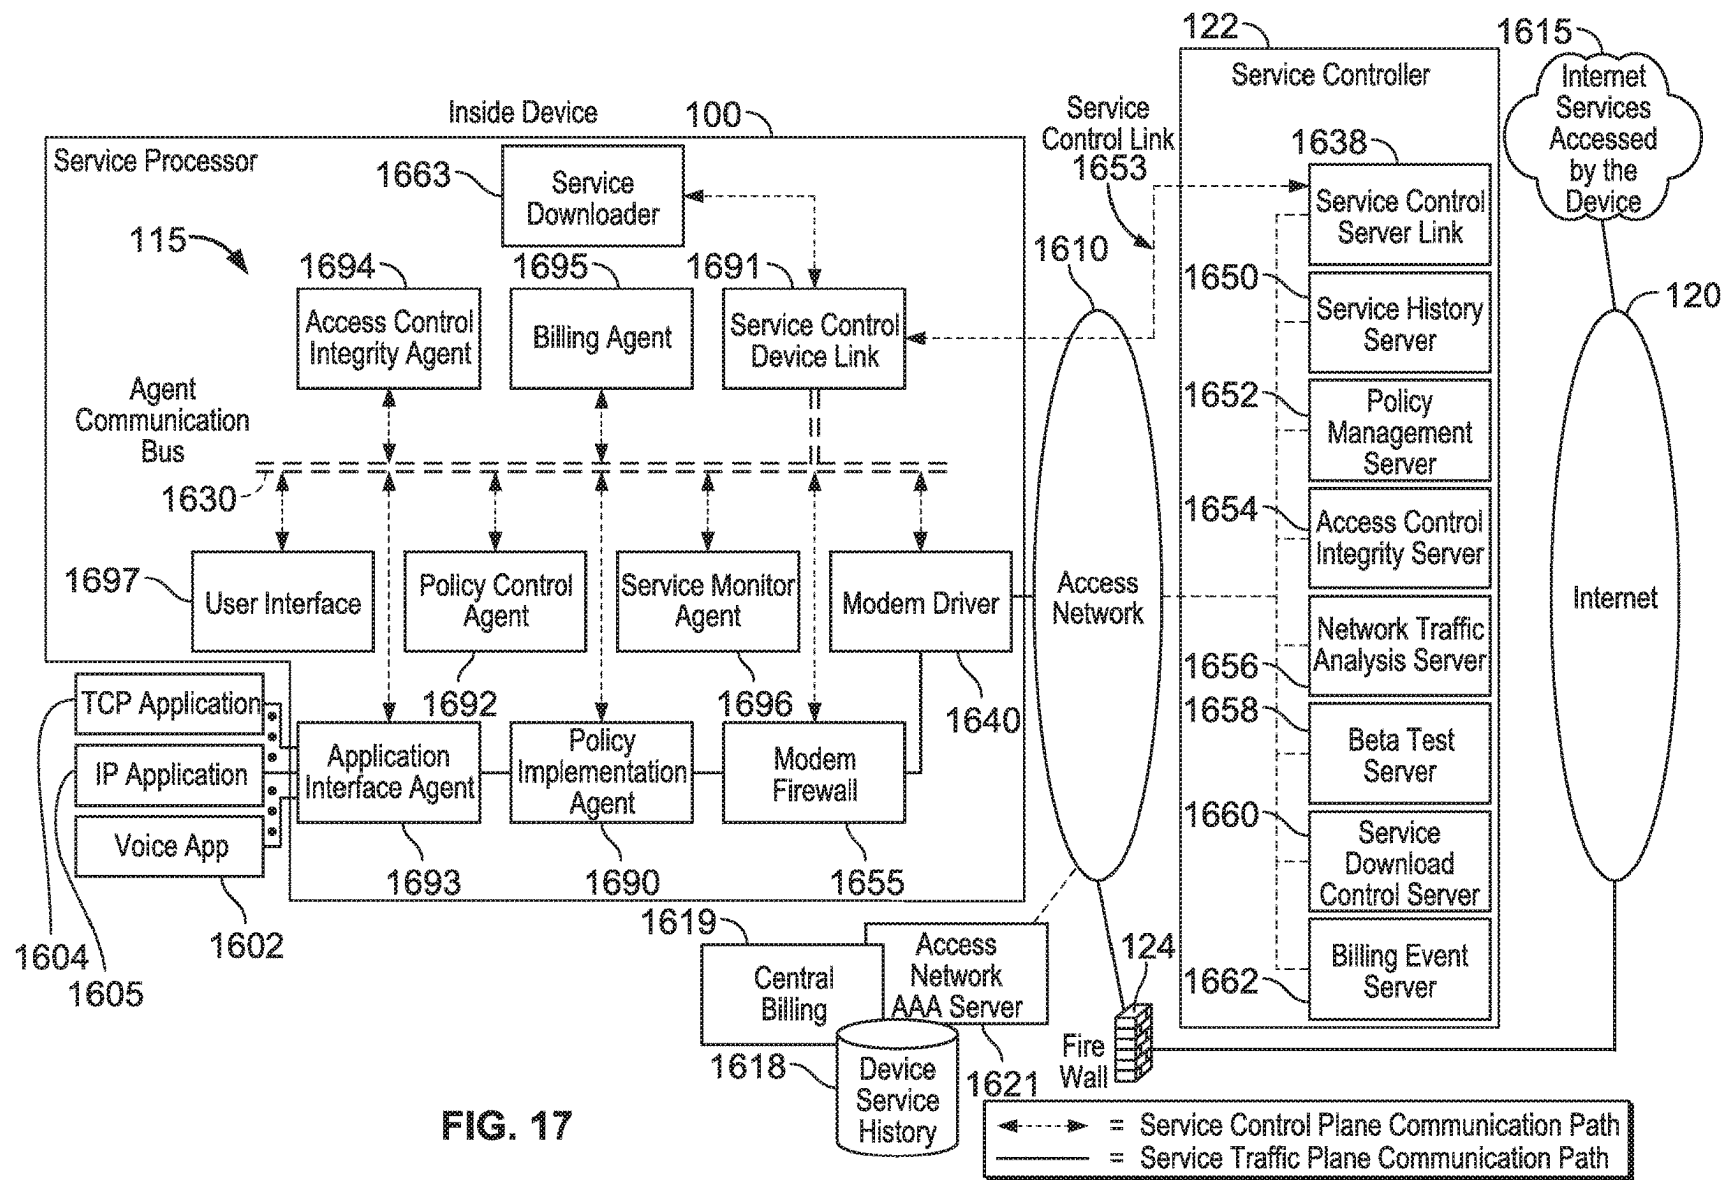 Inside Device
100
Service Processor
115
1663
Service
Downloader
1694
Access Control
Integrity Agent
1695
Billing Agent
1691
Service Control
Device Link
Agent
Communication
Bus
1630
1697
User Interface
Policy Control
Agent
1692
Service Monitor
Agent
1696
Modem Driver
1640
TCP Application
IP Application
Voice App
1604
1605
1602
Application
Interface Agent
1693
Policy
Implementation
Agent
1690
Modem
Firewall
1655
Service
Control Link
1653
1610
Access
Network
122
Service Controller
1638
Service Control
Server Link
1650
Service History
Server
1652
Policy
Management
Server
1654
Access Control
Integrity Server
1656
Network Traffic
Analysis Server
1658
Beta Test
Server
1660
Service
Download
Control Server
1662
Billing Event
Server
1615
Internet
Services
Accessed
by the
Device
120
Internet
1619
Central
Billing
Access
Network
AAA Server
1621
1618
Device
Service
History
124
Fire
Wall
FIG. 17
= Service Control Plane Communication Path
= Service Traffic Plane Communication Path